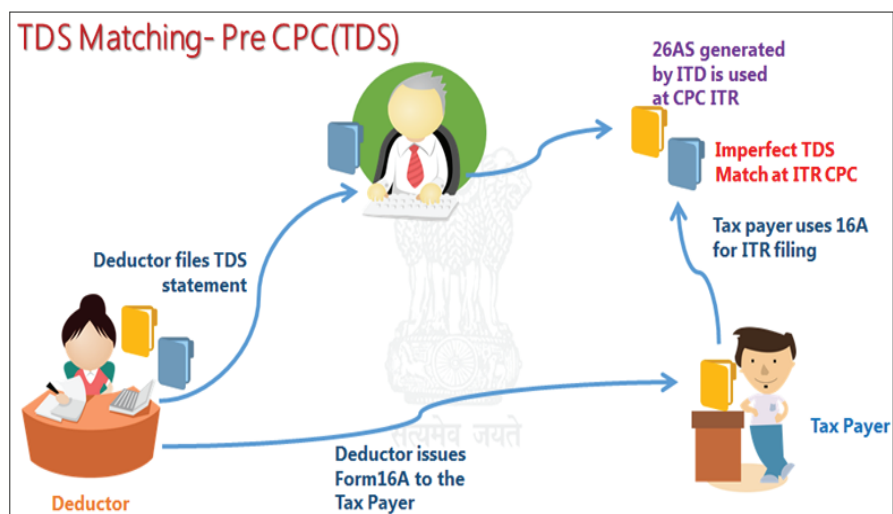 TDS Matching- Pre CPC(TDS)
26AS generated
by ITD is used
at CPC ITR
Imperfect TDS
Match at ITR CPC
Tax payer uses 16A
for ITR filing
Deductor files TDS
statement
Tax Payer
सत्यमेव जयते
Deductor issues
Form16A to the
Tax Payer
Deductor